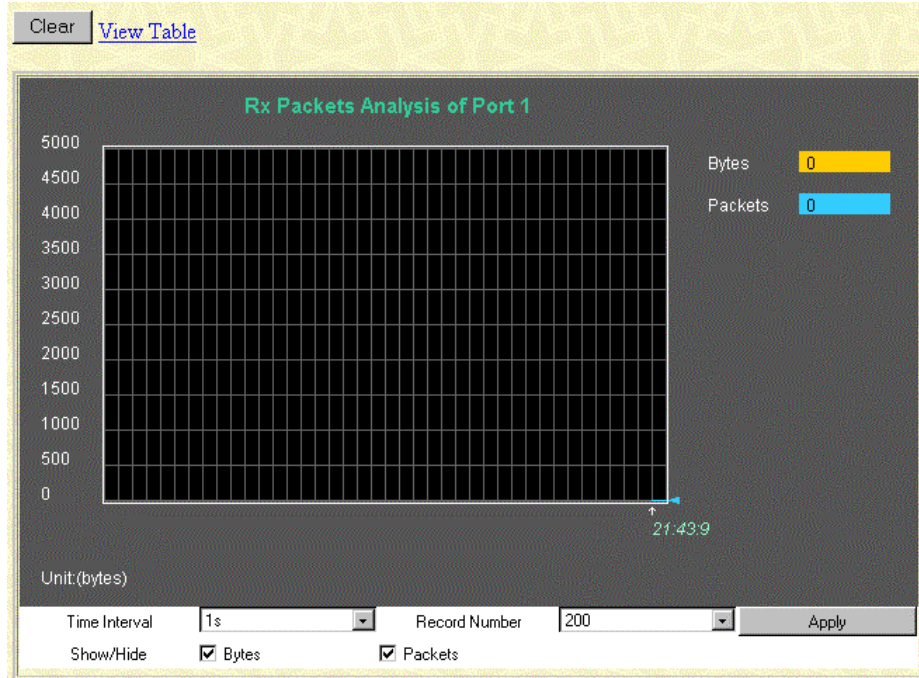 Clear View Table
Rx Packets Analysis of Port 1
5000
4500
4000
3500
3000
2500
2000
1500
1000
500
0
Bytes 0
Packets 0
21:43:9
Unit:(bytes)
Time Interval 1s Record Number 200 Apply
Show/Hide Bytes Packets